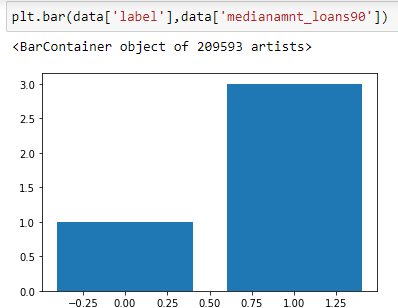 plt.bar(data['label'],data['medianamnt_loans90'])
<BarContainer object of 209593 artists>
3.0
2.5
2.0
1.5
1.0
0.5
0.0
−0.25 0.00 0.25 0.50 0.75 1.00 1.25